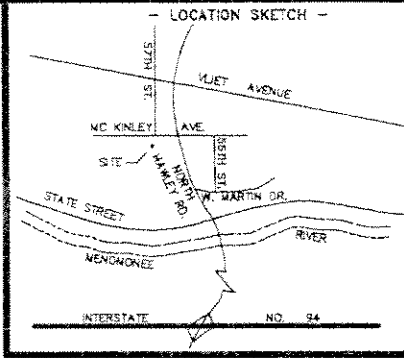 - LOCATION SKETCH -
57TH ST.
VLIET AVENUE
MC KINLEY AVE.
SITE
NORTH HAWLEY RD.
55TH ST.
W. MARTIN DR.
STATE STREET
MENOMONEE RIVER
INTERSTATE NO. 94